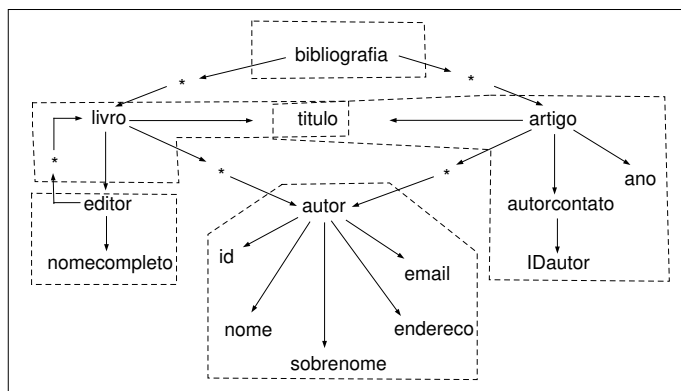 bibliografia
* *
livro titulo artigo
* * * ano
editor autor autorcontato
id
nomecompleto email IDautor
nome endereco
sobrenome